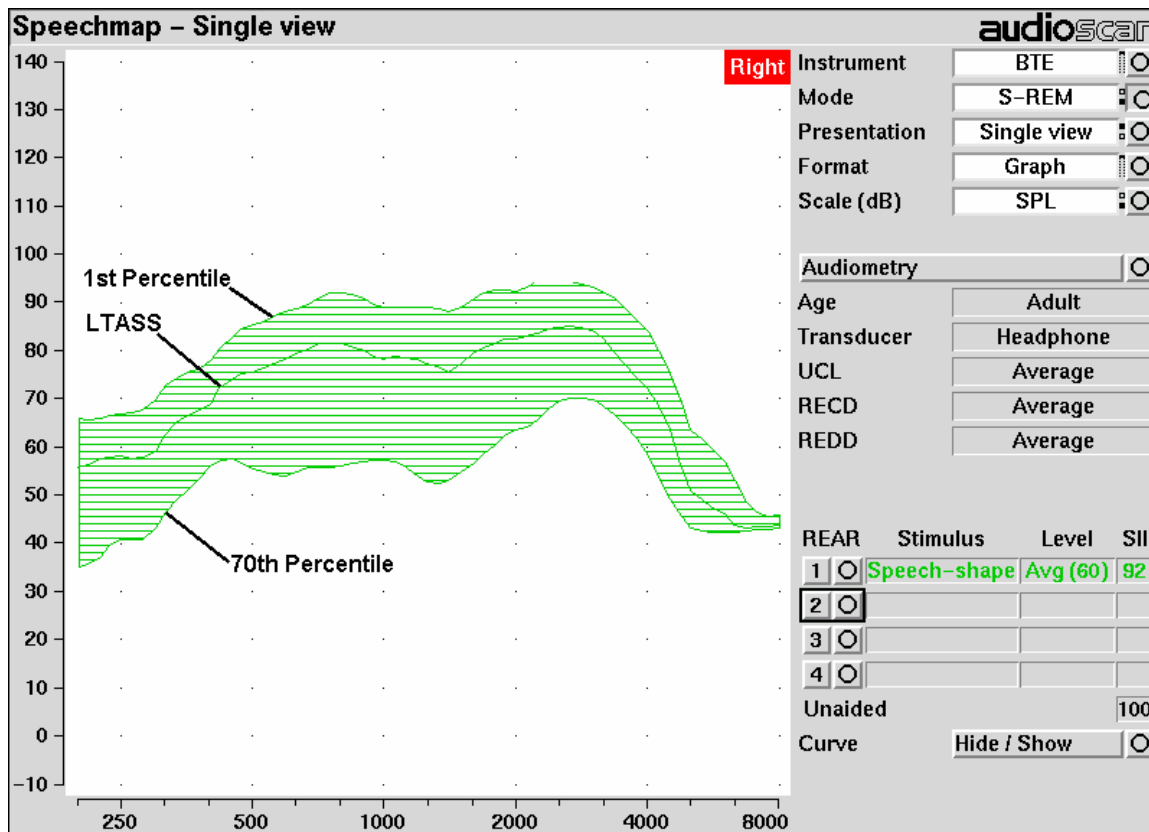 Speechmap – Single view
audioscan
140
130
120
110
100
90
80
70
60
50
40
30
20
10
0
−10
250 500 1000 2000 4000 8000
1st Percentile
LTASS
70th Percentile
Right
Instrument BTE
Mode S–REM
Presentation Single view
Format Graph
Scale (dB) SPL
Audiometry
Age Adult
Transducer Headphone
UCL Average
RECD Average
REDD Average
REAR Stimulus Level SII
1 Speech–shape Avg (60) 92
2
3
4
Unaided 100
Curve Hide / Show